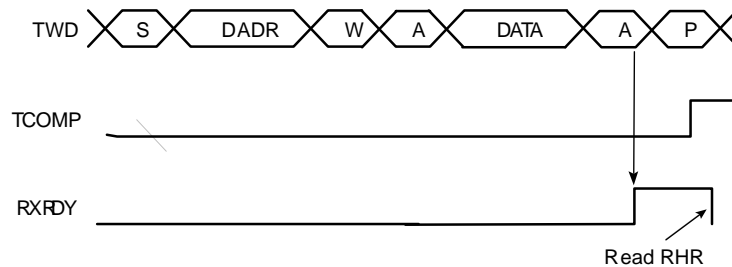 TWD S DADR W A DATA A P
TCOMP
RXRDY
Read RHR